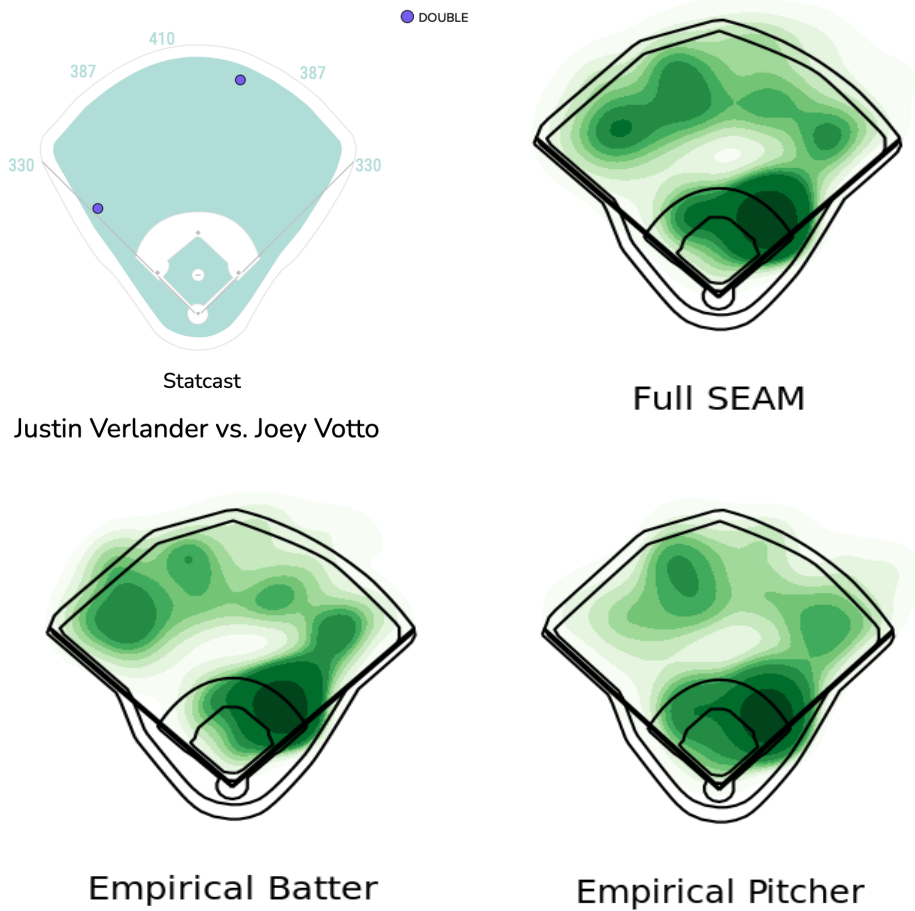 DOUBLE
410
387
387
330
330
Statcast
Full SEAM
Justin Verlander vs. Joey Votto
Empirical Batter
Empirical Pitcher